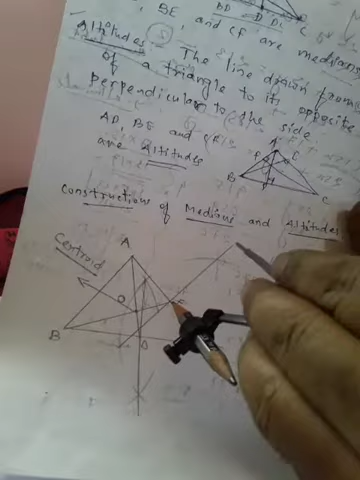 BD D D' C
, BE, and CF are medians
Altitudes
The line drawn from
of a triangle to its opposite
perpendicular to the side
AD, BE and CF
are Altitudes
A
F E
B D C
Constructions of Medians and Altitudes
Centroid
A
O
B D